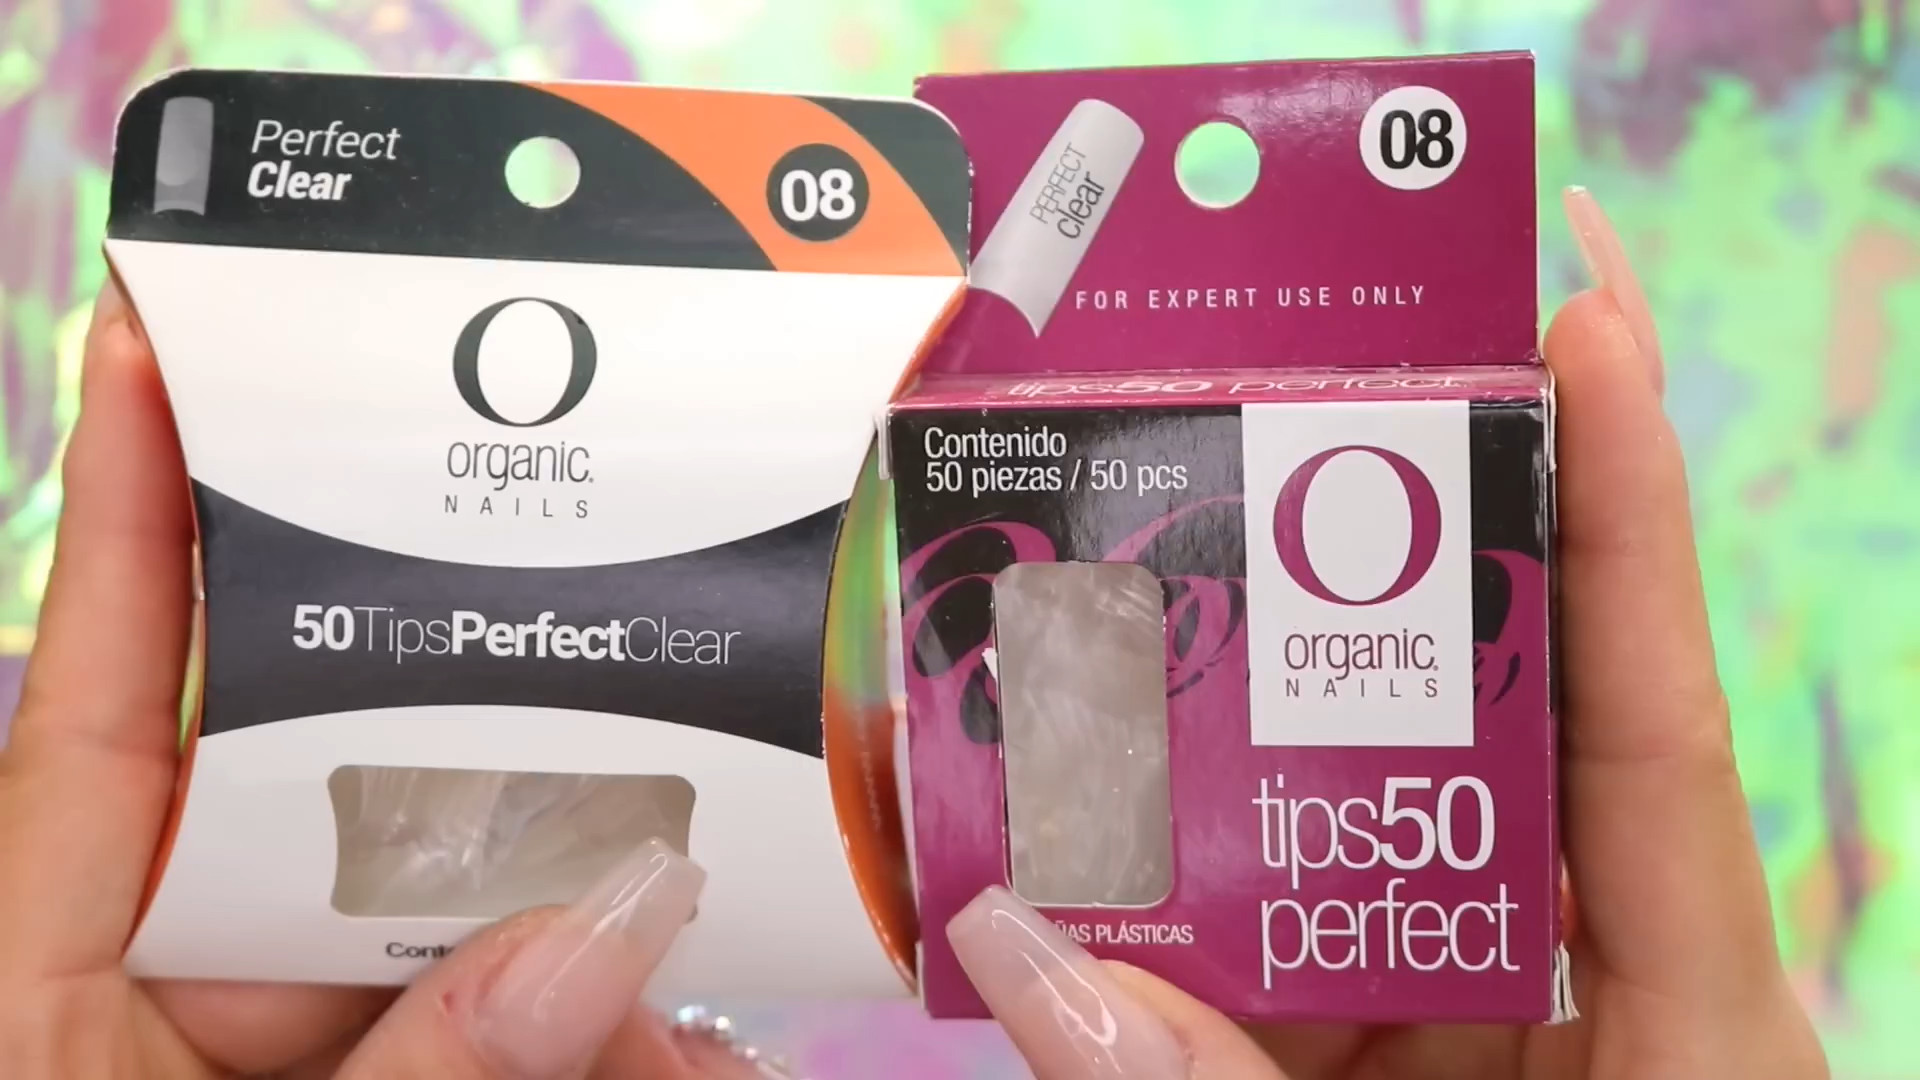 Perfect
Clear
08
O
organic.
NAILS
50TipsPerfectClear
PERFECT
clear
08
FOR EXPERT USE ONLY
tips50 perfect
Contenido
50 piezas / 50 pcs
O
organic.
NAILS
tips50
perfect
PLÁSTICAS